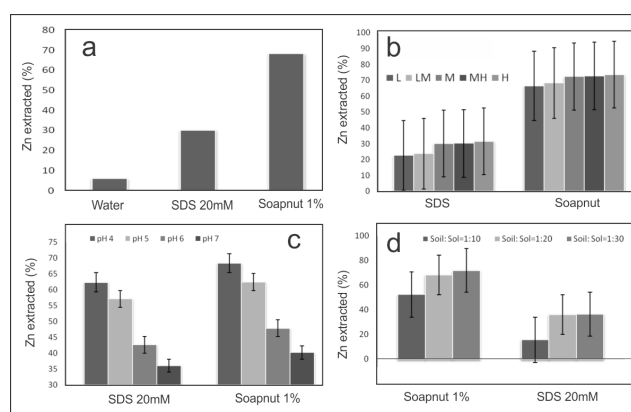 a
Zn extracted (%)
80
70
60
50
40
30
20
10
0
Water SDS 20mM Soapnut 1%
b
Zn extracted (%)
100
90
80
70
60
50
40
30
20
10
0
L LM M MH H
SDS Soapnut
c
Zn extracted (%)
pH 4 pH 5 pH 6 pH 7
75
70
65
60
55
50
45
40
35
30
SDS 20mM Soapnut 1%
d
Zn extracted (%)
Soil: Sol=1:10 Soil: Sol=1:20 Soil: Sol=1:30
100
80
60
40
20
0
Soapnut 1% SDS 20mM